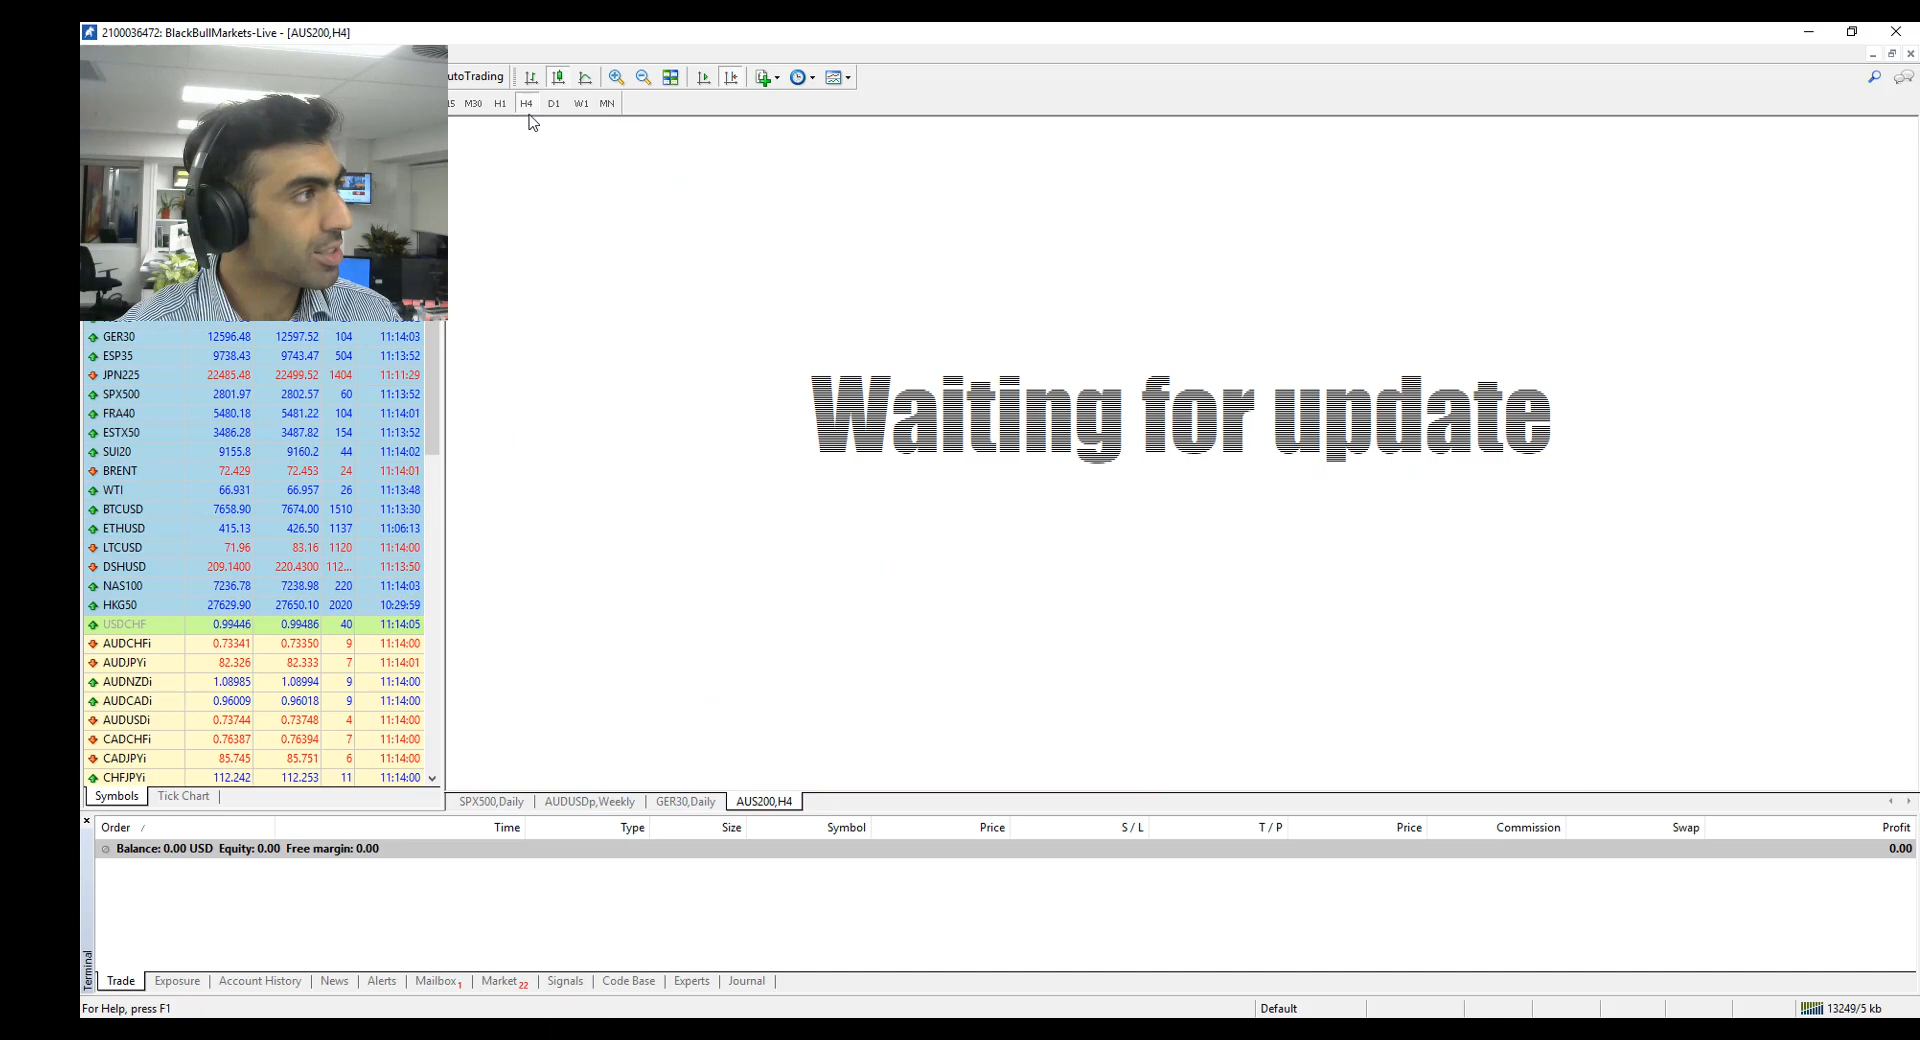 2100036472: BlackBullMarkets-Live - [AUS200,H4]
utoTrading
15 M30 H1 H4 D1 W1 MN
GER30 12596.48 12597.52 104 11:14:03
ESP35 9738.43 9743.47 504 11:13:52
JPN225 22485.48 22499.52 1404 11:11:29
SPX500 2801.97 2802.57 60 11:13:52
FRA40 5480.18 5481.22 104 11:14:01
ESTX50 3486.28 3487.82 154 11:13:52
SUI20 9155.8 9160.2 44 11:14:02
BRENT 72.429 72.453 24 11:14:01
WTI 66.931 66.957 26 11:13:48
BTCUSD 7658.90 7674.00 1510 11:13:30
ETHUSD 415.13 426.50 1137 11:06:13
LTCUSD 71.96 83.16 1120 11:14:00
DSHUSD 209.1400 220.4300 112... 11:13:50
NAS100 7236.78 7238.98 220 11:14:03
HKG50 27629.90 27650.10 2020 10:29:59
USDCHF 0.99446 0.99486 40 11:14:05
AUDCHFi 0.73341 0.73350 9 11:14:00
AUDJPYi 82.326 82.333 7 11:14:01
AUDNZDi 1.08985 1.08994 9 11:14:00
AUDCADi 0.96009 0.96018 9 11:14:00
AUDUSDi 0.73744 0.73748 4 11:14:00
CADCHFi 0.76387 0.76394 7 11:14:00
CADJPYi 85.745 85.751 6 11:14:00
CHFJPYi 112.242 112.253 11 11:14:00
Symbols Tick Chart
Waiting for update
SPX500,Daily AUDUSDp,Weekly GER30,Daily AUS200,H4
Order / Time Type Size Symbol Price S / L T / P Price Commission Swap Profit
Balance: 0.00 USD Equity: 0.00 Free margin: 0.00 0.00
Terminal
Trade Exposure Account History News Alerts Mailbox 1 Market 22 Signals Code Base Experts Journal
For Help, press F1 Default 13249/5 kb